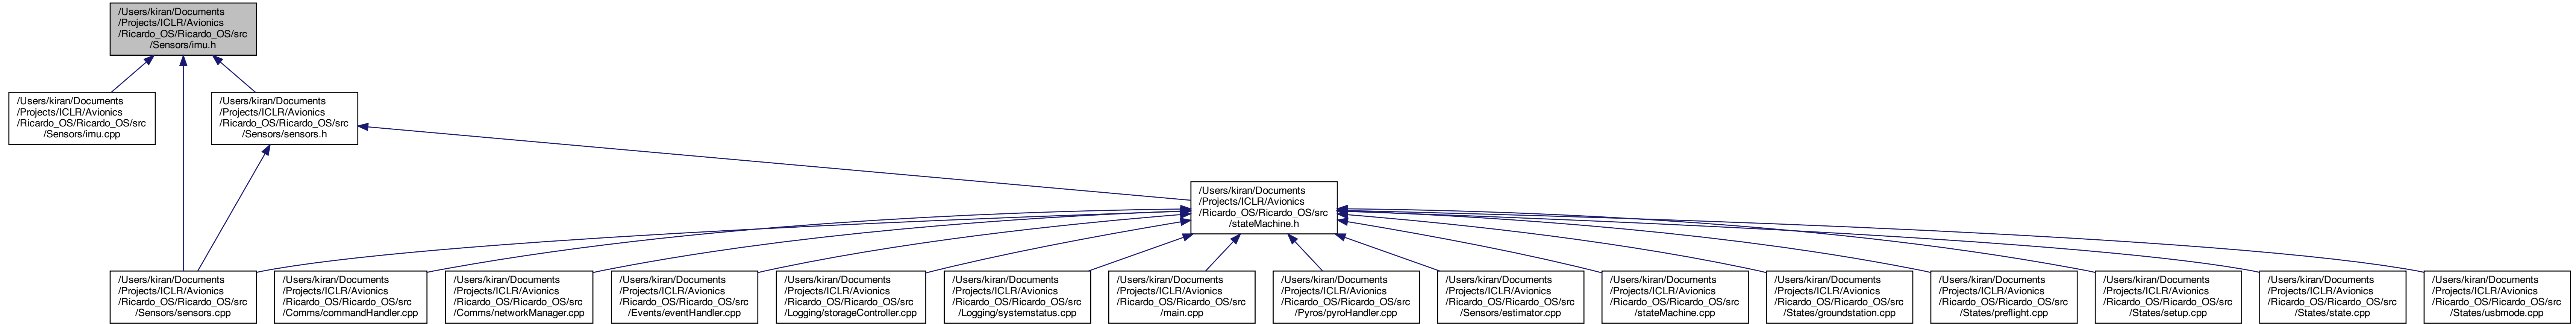 /Users/kiran/Documents
/Projects/ICLR/Avionics
/Ricardo_OS/Ricardo_OS/src
/Sensors/imu.h
/Users/kiran/Documents
/Projects/ICLR/Avionics
/Ricardo_OS/Ricardo_OS/src
/Sensors/imu.cpp
/Users/kiran/Documents
/Projects/ICLR/Avionics
/Ricardo_OS/Ricardo_OS/src
/Sensors/sensors.h
/Users/kiran/Documents
/Projects/ICLR/Avionics
/Ricardo_OS/Ricardo_OS/src
/stateMachine.h
/Users/kiran/Documents
/Projects/ICLR/Avionics
/Ricardo_OS/Ricardo_OS/src
/Sensors/sensors.cpp
/Users/kiran/Documents
/Projects/ICLR/Avionics
/Ricardo_OS/Ricardo_OS/src
/Comms/commandHandler.cpp
/Users/kiran/Documents
/Projects/ICLR/Avionics
/Ricardo_OS/Ricardo_OS/src
/Comms/networkManager.cpp
/Users/kiran/Documents
/Projects/ICLR/Avionics
/Ricardo_OS/Ricardo_OS/src
/Events/eventHandler.cpp
/Users/kiran/Documents
/Projects/ICLR/Avionics
/Ricardo_OS/Ricardo_OS/src
/Logging/storageController.cpp
/Users/kiran/Documents
/Projects/ICLR/Avionics
/Ricardo_OS/Ricardo_OS/src
/Logging/systemstatus.cpp
/Users/kiran/Documents
/Projects/ICLR/Avionics
/Ricardo_OS/Ricardo_OS/src
/main.cpp
/Users/kiran/Documents
/Projects/ICLR/Avionics
/Ricardo_OS/Ricardo_OS/src
/Pyros/pyroHandler.cpp
/Users/kiran/Documents
/Projects/ICLR/Avionics
/Ricardo_OS/Ricardo_OS/src
/Sensors/estimator.cpp
/Users/kiran/Documents
/Projects/ICLR/Avionics
/Ricardo_OS/Ricardo_OS/src
/stateMachine.cpp
/Users/kiran/Documents
/Projects/ICLR/Avionics
/Ricardo_OS/Ricardo_OS/src
/States/groundstation.cpp
/Users/kiran/Documents
/Projects/ICLR/Avionics
/Ricardo_OS/Ricardo_OS/src
/States/preflight.cpp
/Users/kiran/Documents
/Projects/ICLR/Avionics
/Ricardo_OS/Ricardo_OS/src
/States/setup.cpp
/Users/kiran/Documents
/Projects/ICLR/Avionics
/Ricardo_OS/Ricardo_OS/src
/States/state.cpp
/Users/kiran/Documents
/Projects/ICLR/Avionics
/Ricardo_OS/Ricardo_OS/src
/States/usbmode.cpp